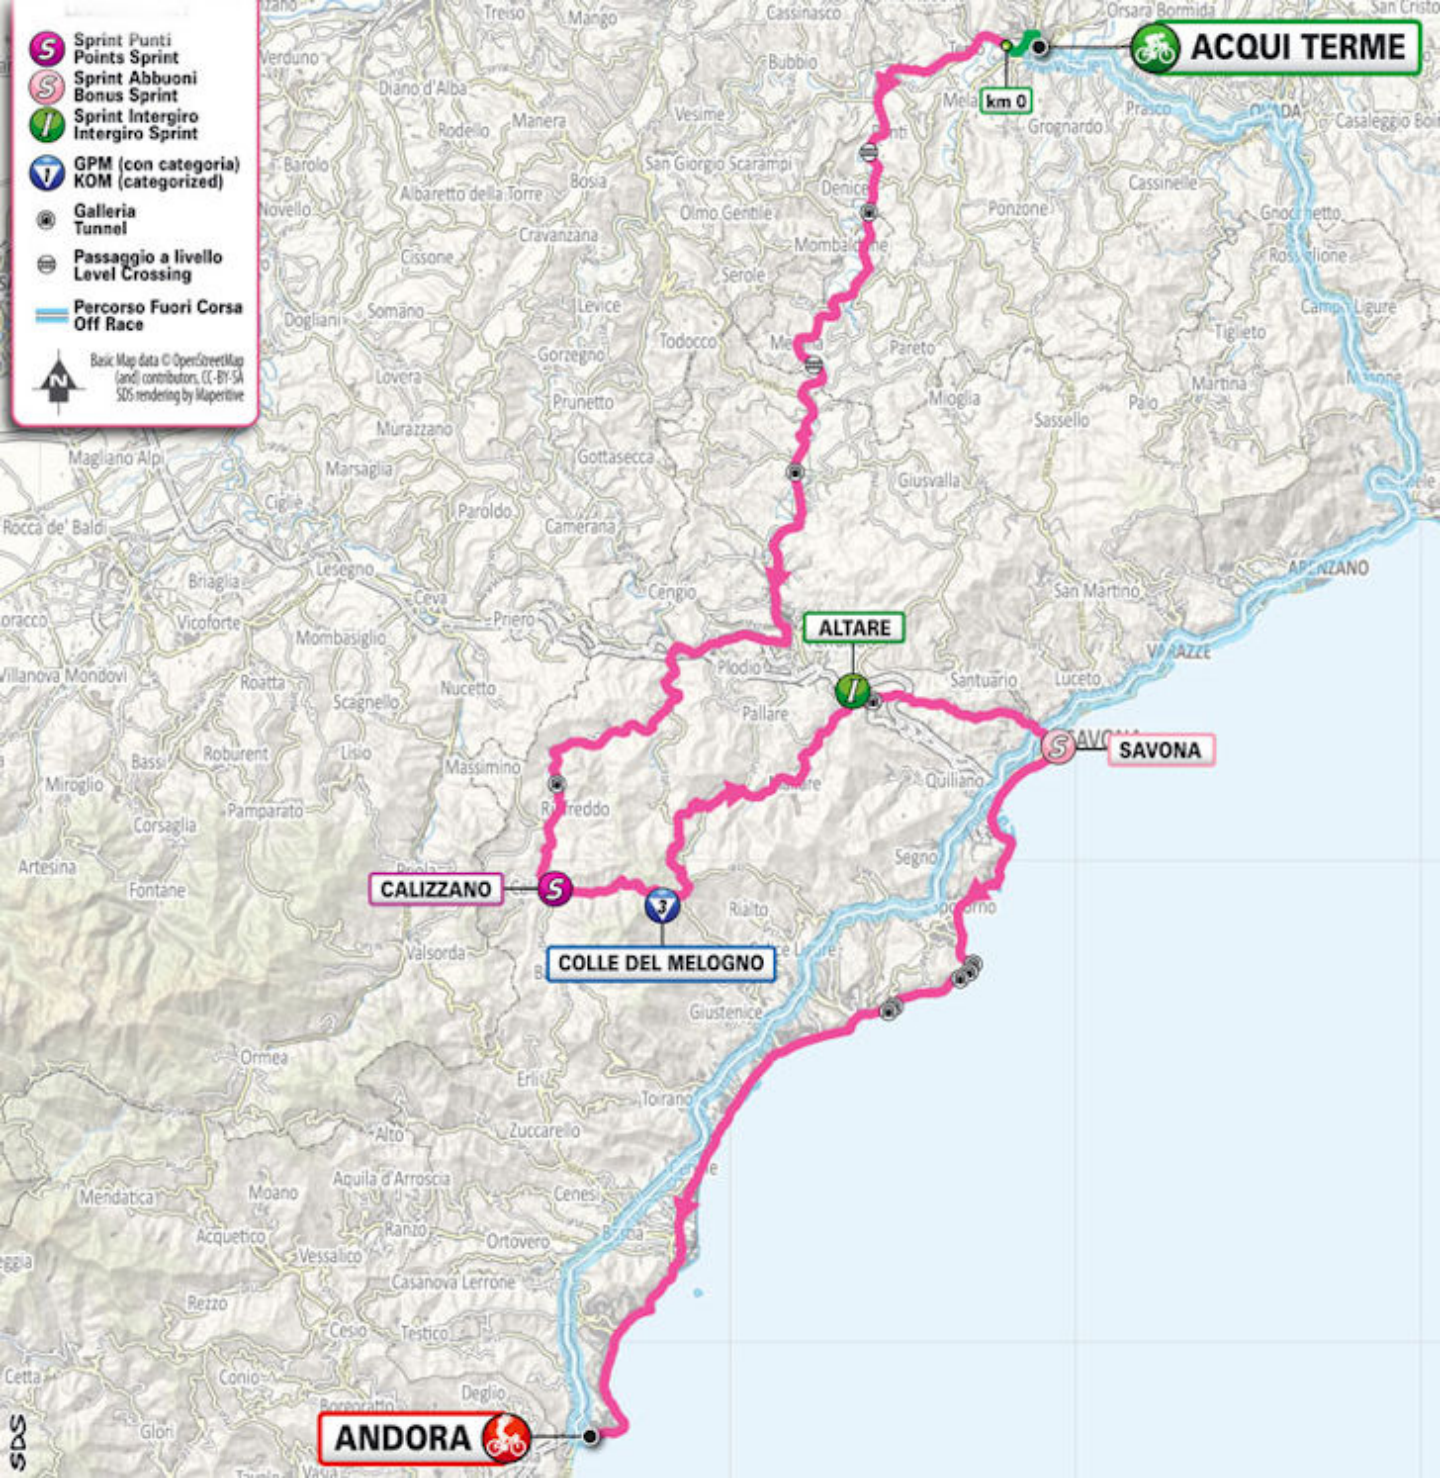 Sprint Punti
Points Sprint
Sprint Abbuoni
Bonus Sprint
Sprint Intergiro
Intergiro Sprint
GPM (con categoria)
KOM (categorized)
Galleria
Tunnel
Passaggio a livello
Level Crossing
Percorso Fuori Corsa
Off Race
N
Basic Map data © OpenStreetMap
(and) contributors, CC-BY-SA
SDS rendering by Maperitive
ACQUI TERME
km 0
ALTARE
SAVONA
CALIZZANO
COLLE DEL MELOGNO
ANDORA
S
S
I
3
SDS
Treiso
Mango
Cassinasco
Orsara Bormida
San Cristo
Verduno
Diano d'Alba
Bubbio
Vesime
Manera
Rodello
Prasco
OVADA
Casaleggio Boi
Grognardo
Barolo
San Giorgio Scarampi
Bosia
Albaretto della Torre
Denice
Cassinelle
Novello
Olmo Gentile
Ponzone
Cravanzana
Cissone
Serole
Levice
Somano
Dogliani
Campo Ligure
Tiglieto
Todocco
Gorzegno
Pareto
Lovera
Martina
Prunetto
Mioglia
Palo
Murazzano
Sassello
Magliano Alpi
Marsaglia
Gottasecca
Giusvalla
Ciglie
Paroldo
Camerana
Rocca de' Baldi
Lesegno
ARENZANO
Briaglia
Ceva
Cengio
San Martino
Vicoforte
Priero
Mombasiglio
VARAZZE
Villanova Mondovi
Roatta
Plodio
Santuario
Luceto
Nucetto
Scagnello
Pallare
Roburent
Lisio
Bassi
Massimino
Miroglio
Quiliano
Pamparato
Corsaglia
Segno
Artesina
Fontane
Rialto
Valsorda
Giustenice
Ormea
Erli
Toirano
Alto
Zuccarello
Aquila d'Arroscia
Mendatica
Moano
Cenesi
Acquetico
Ranzo
Ortovero
Bastia
Vessalico
Casanova Lerrone
Rezzo
Cesio
Testico
Cetta
Conio
Deglio
Borgoratto
Glori